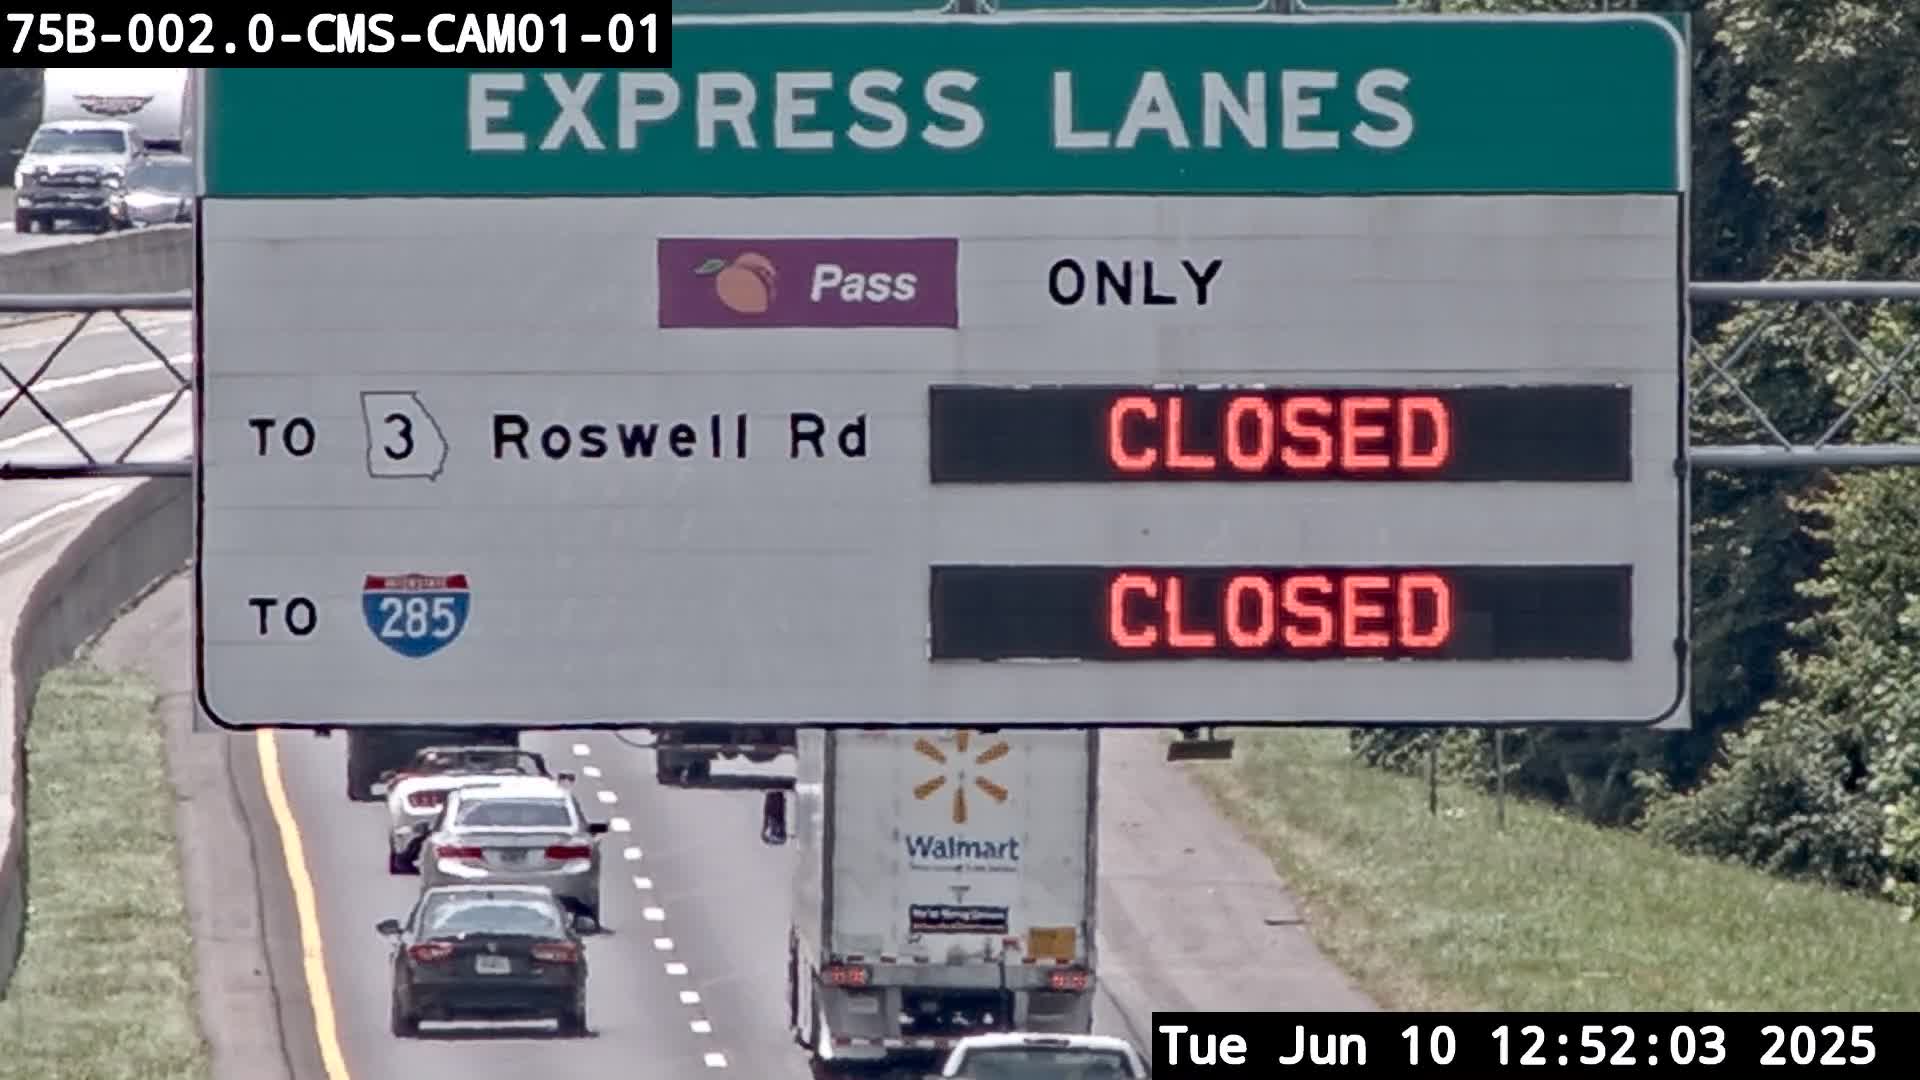 75B-002.0-CMS-CAM01-01
EXPRESS LANES
Pass ONLY
TO 3 Roswell Rd CLOSED
TO INTERSTATE 285 CLOSED
Walmart
Tue Jun 10 12:52:03 2025